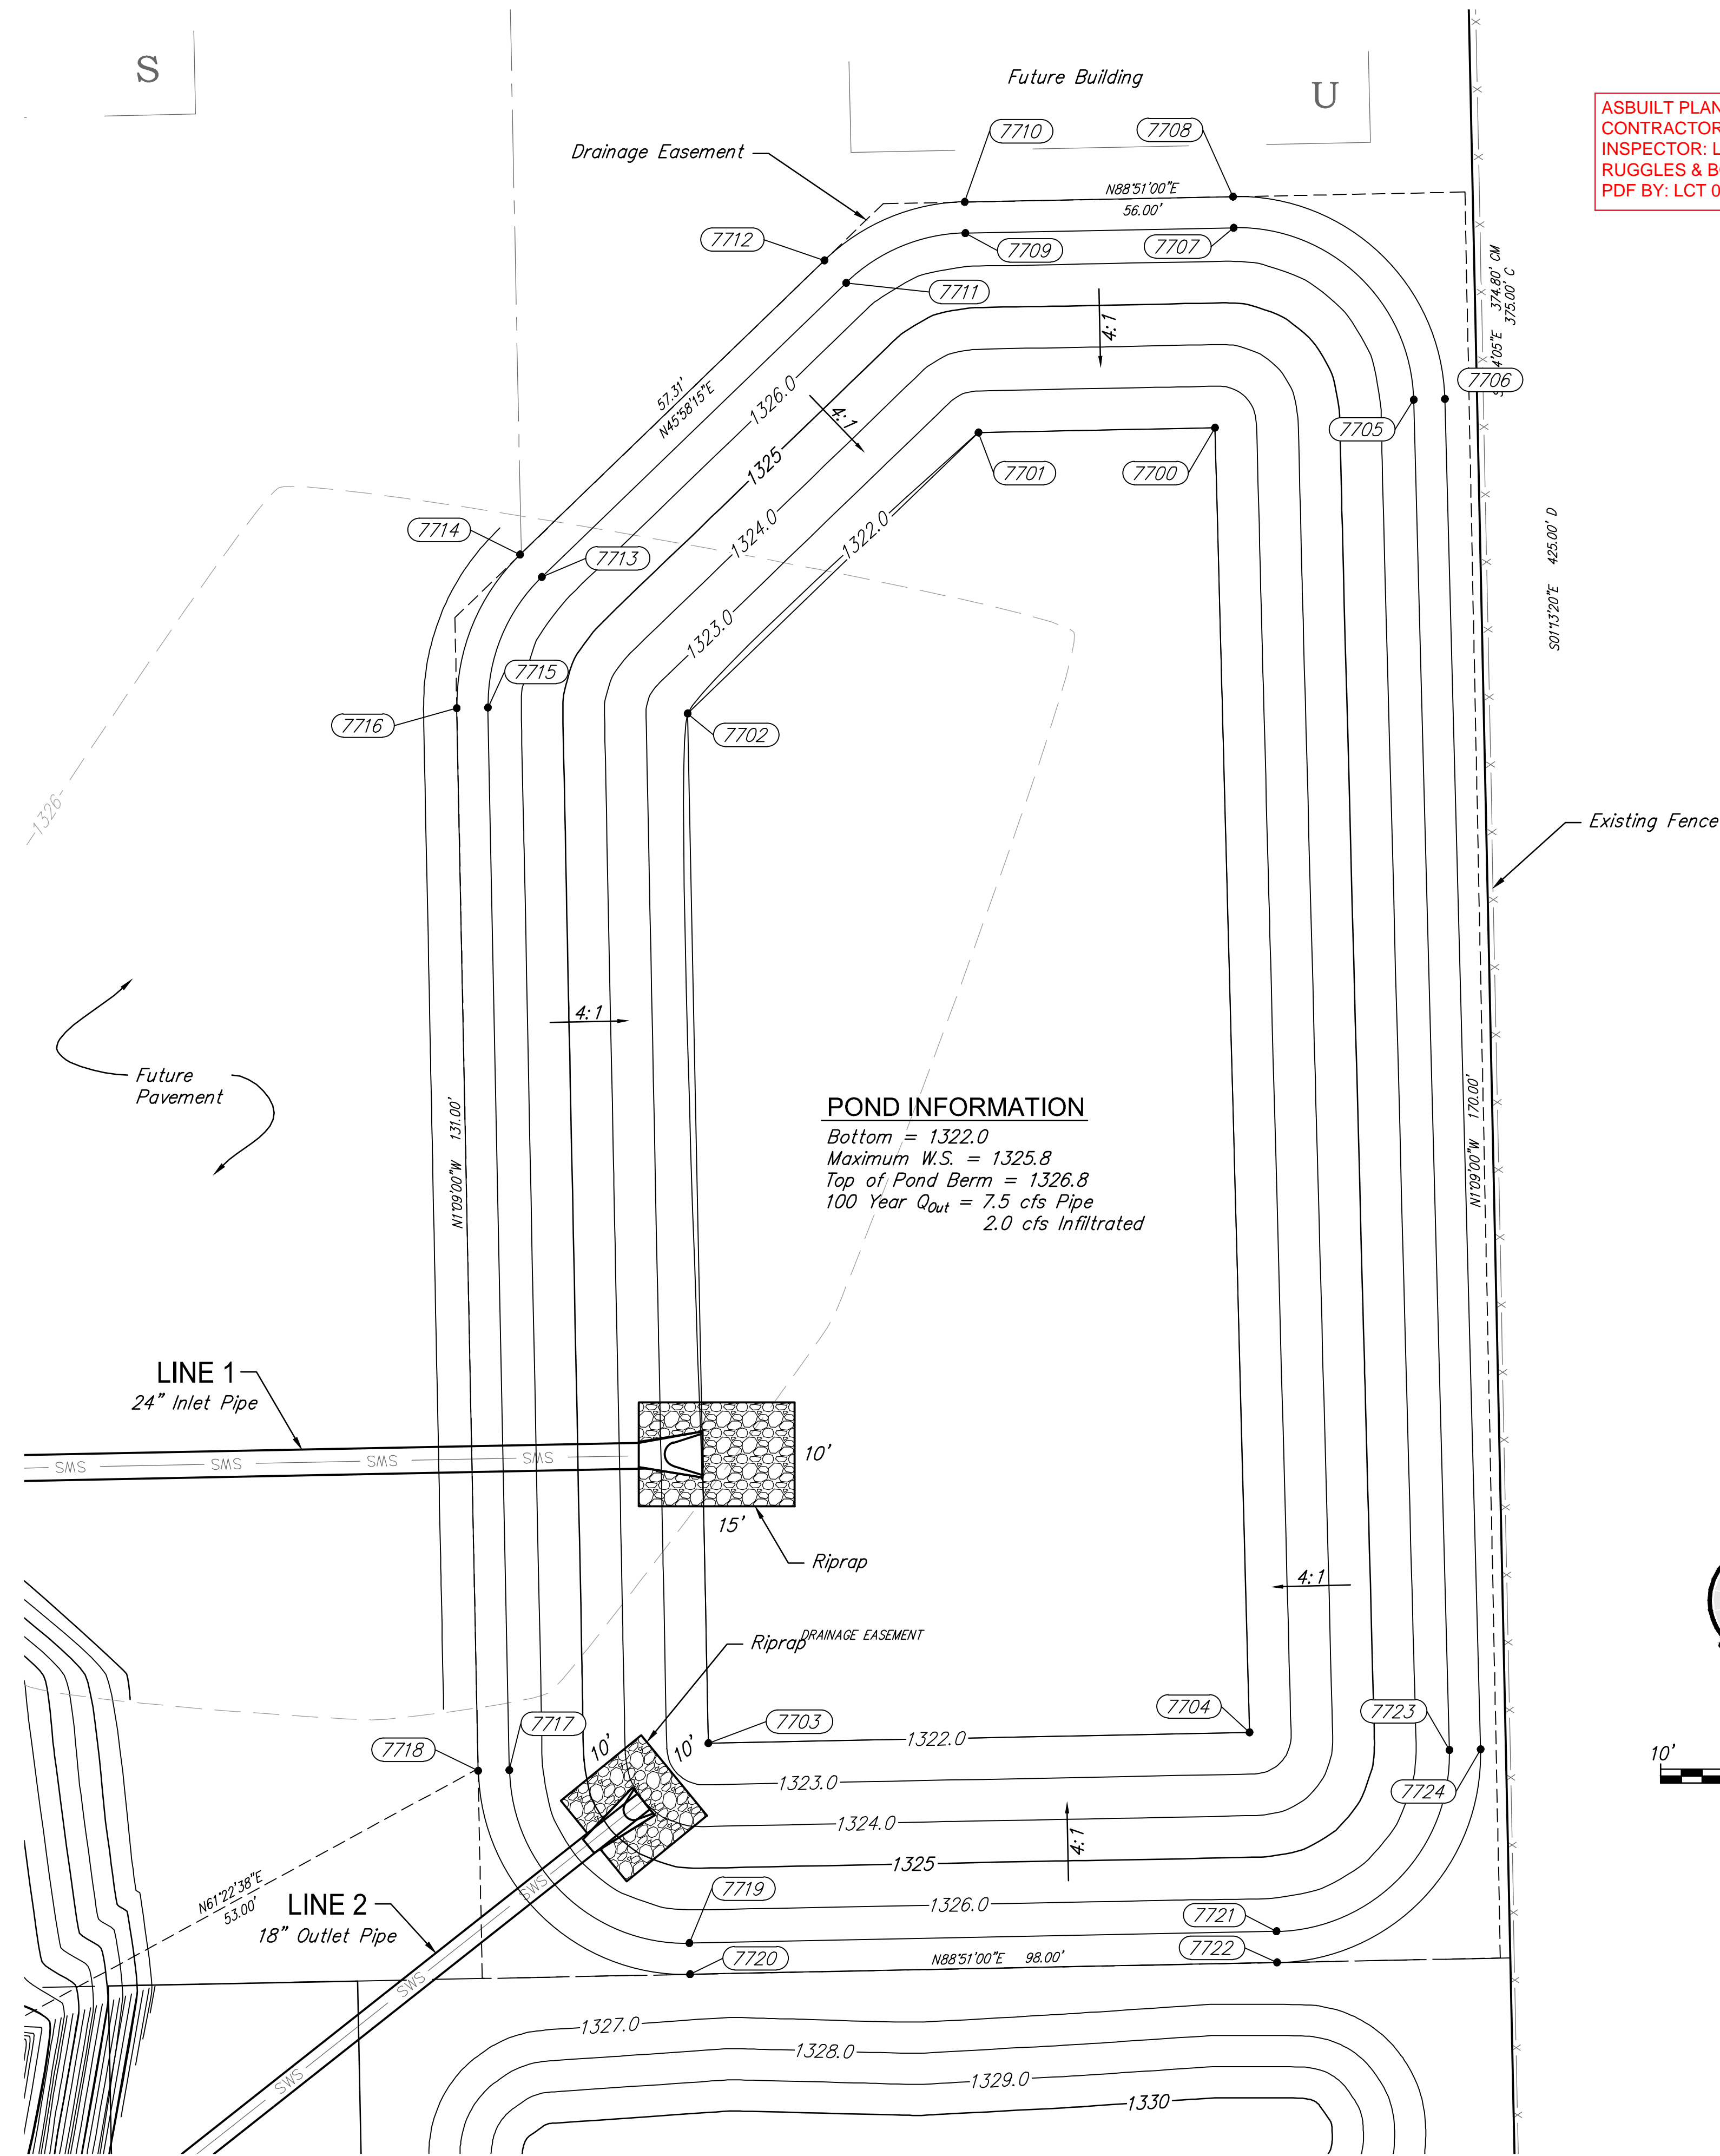 S
Future Building
U
ASBUILT PLAN
CONTRACTOR
INSPECTOR: L
RUGGLES & B
PDF BY: LCT 0
7710
7708
Drainage Easement
N88°51'00"E
56.00'
7712
7709
7707
7711
374.80' CM
375.00' C
4'05"E
4:1
7706
57.31'
N45°58'15"E
1326.0
4:1
7705
1325
7701
7700
1324.0
1322.0
7714
7713
425.00' D
S01°13'20"E
1323.0
7715
7716
7702
1326
Existing Fence
4:1
Future
Pavement
N1°09'00"W 131.00'
N1°09'00"W 170.00'
POND INFORMATION
Bottom = 1322.0
Maximum W.S. = 1325.8
Top of Pond Berm = 1326.8
100 Year QOut = 7.5 cfs Pipe
2.0 cfs Infiltrated
LINE 1
24" Inlet Pipe
10'
SWS
SWS
SWS
SWS
15'
Riprap
4:1
Riprap
DRAINAGE EASEMENT
7704
7723
7703
7717
7718
10'
10'
1322.0
10'
1323.0
7724
1324.0
4:1
1325
7719
SWS
N61°22'38"E
53.00'
LINE 2
18" Outlet Pipe
1326.0
7721
7722
7720
N88°51'00"E 98.00'
SWS
1327.0
1328.0
SWS
1329.0
1330